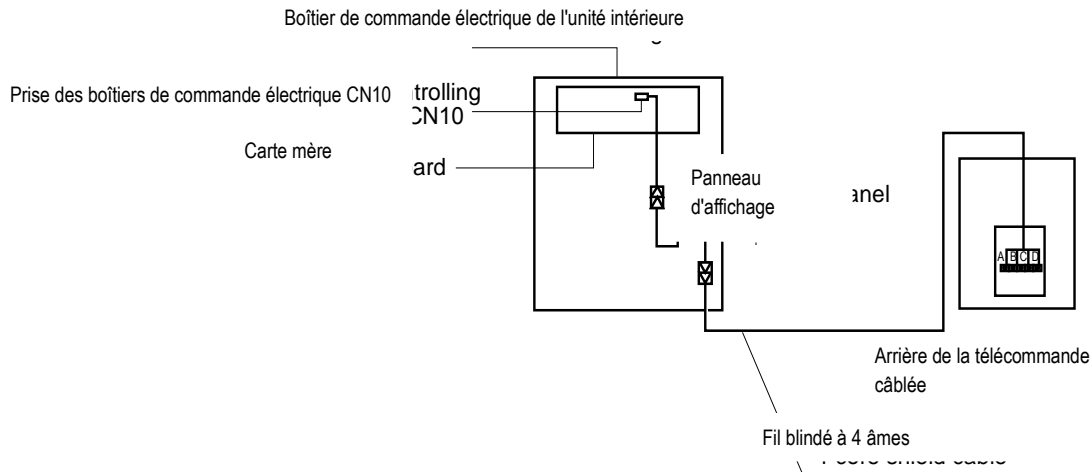 Boîtier de commande électrique de l'unité intérieure
Prise des boîtiers de commande électrique CN10
trolling
CN10
Carte mère
ard
Panneau
d'affichage
anel
A B C D
Arrière de la télécommande
câblée
Fil blindé à 4 âmes